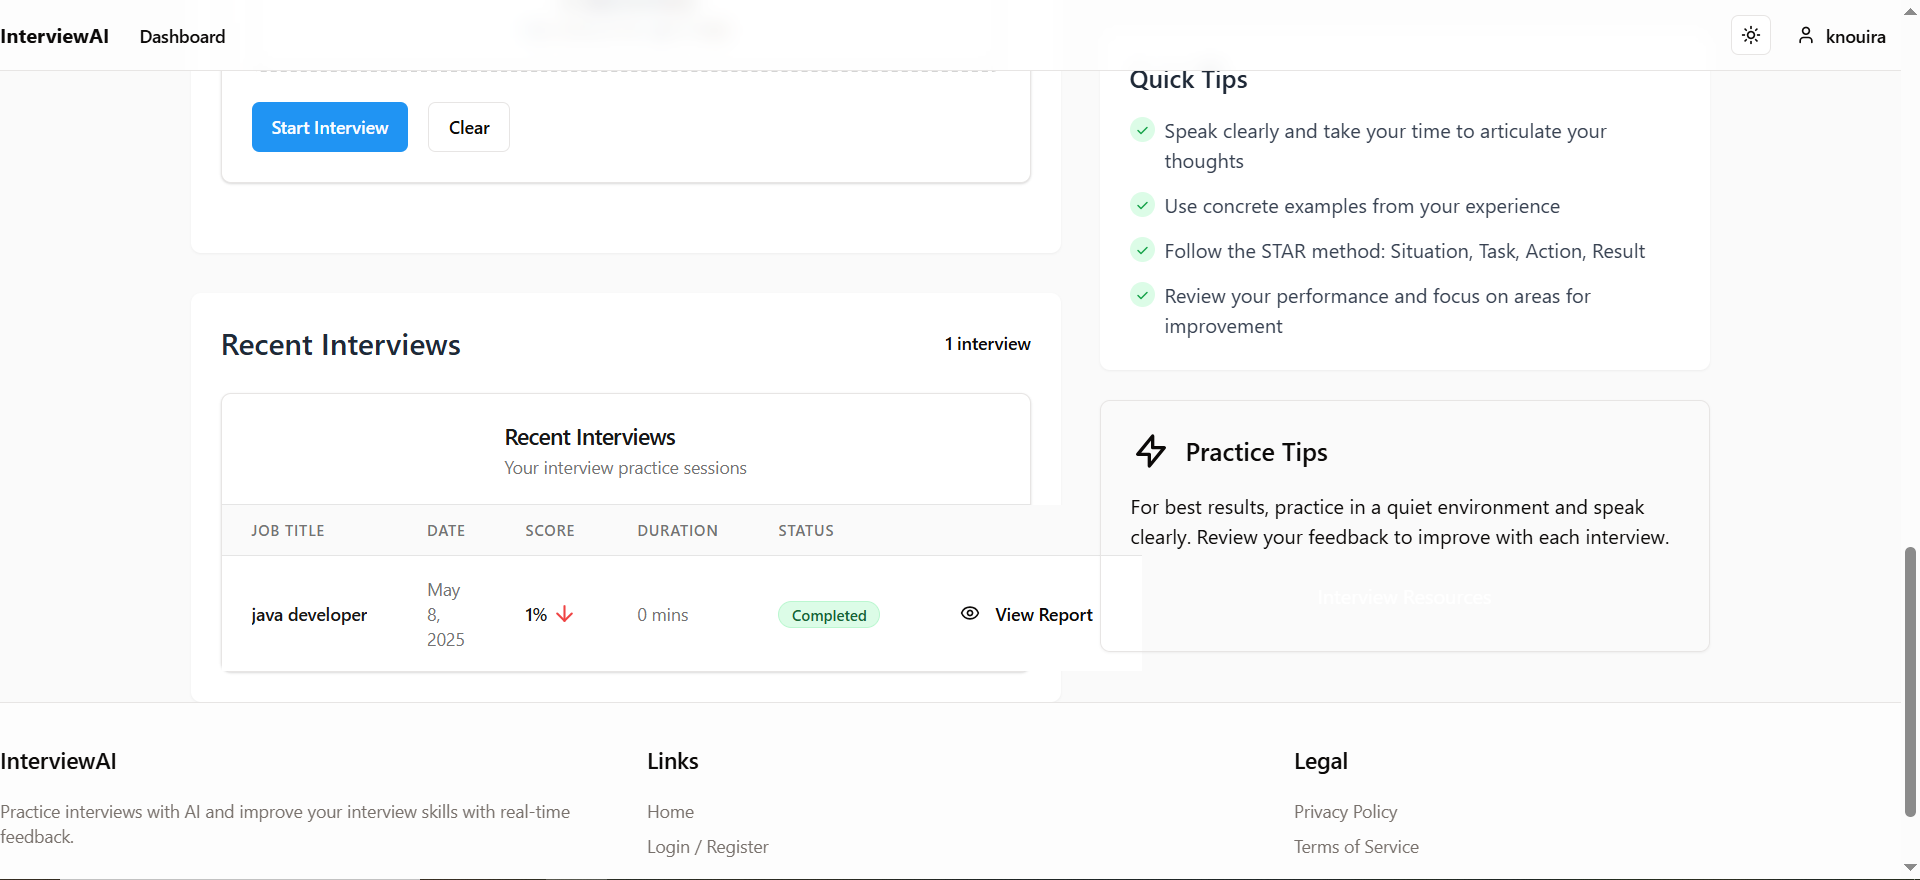 InterviewAI
Dashboard
knouira
Start Interview
Clear
Quick Tips
Speak clearly and take your time to articulate your
thoughts
Use concrete examples from your experience
Follow the STAR method: Situation, Task, Action, Result
Review your performance and focus on areas for
improvement
Recent Interviews
1 interview
Recent Interviews
Your interview practice sessions
JOB TITLE DATE SCORE DURATION STATUS
java developer
May
8,
2025
1%
0 mins
Completed
View Report
Practice Tips
For best results, practice in a quiet environment and speak
clearly. Review your feedback to improve with each interview.
Interview Resources
InterviewAI
Practice interviews with AI and improve your interview skills with real-time
feedback.
Links
Home
Login / Register
Legal
Privacy Policy
Terms of Service